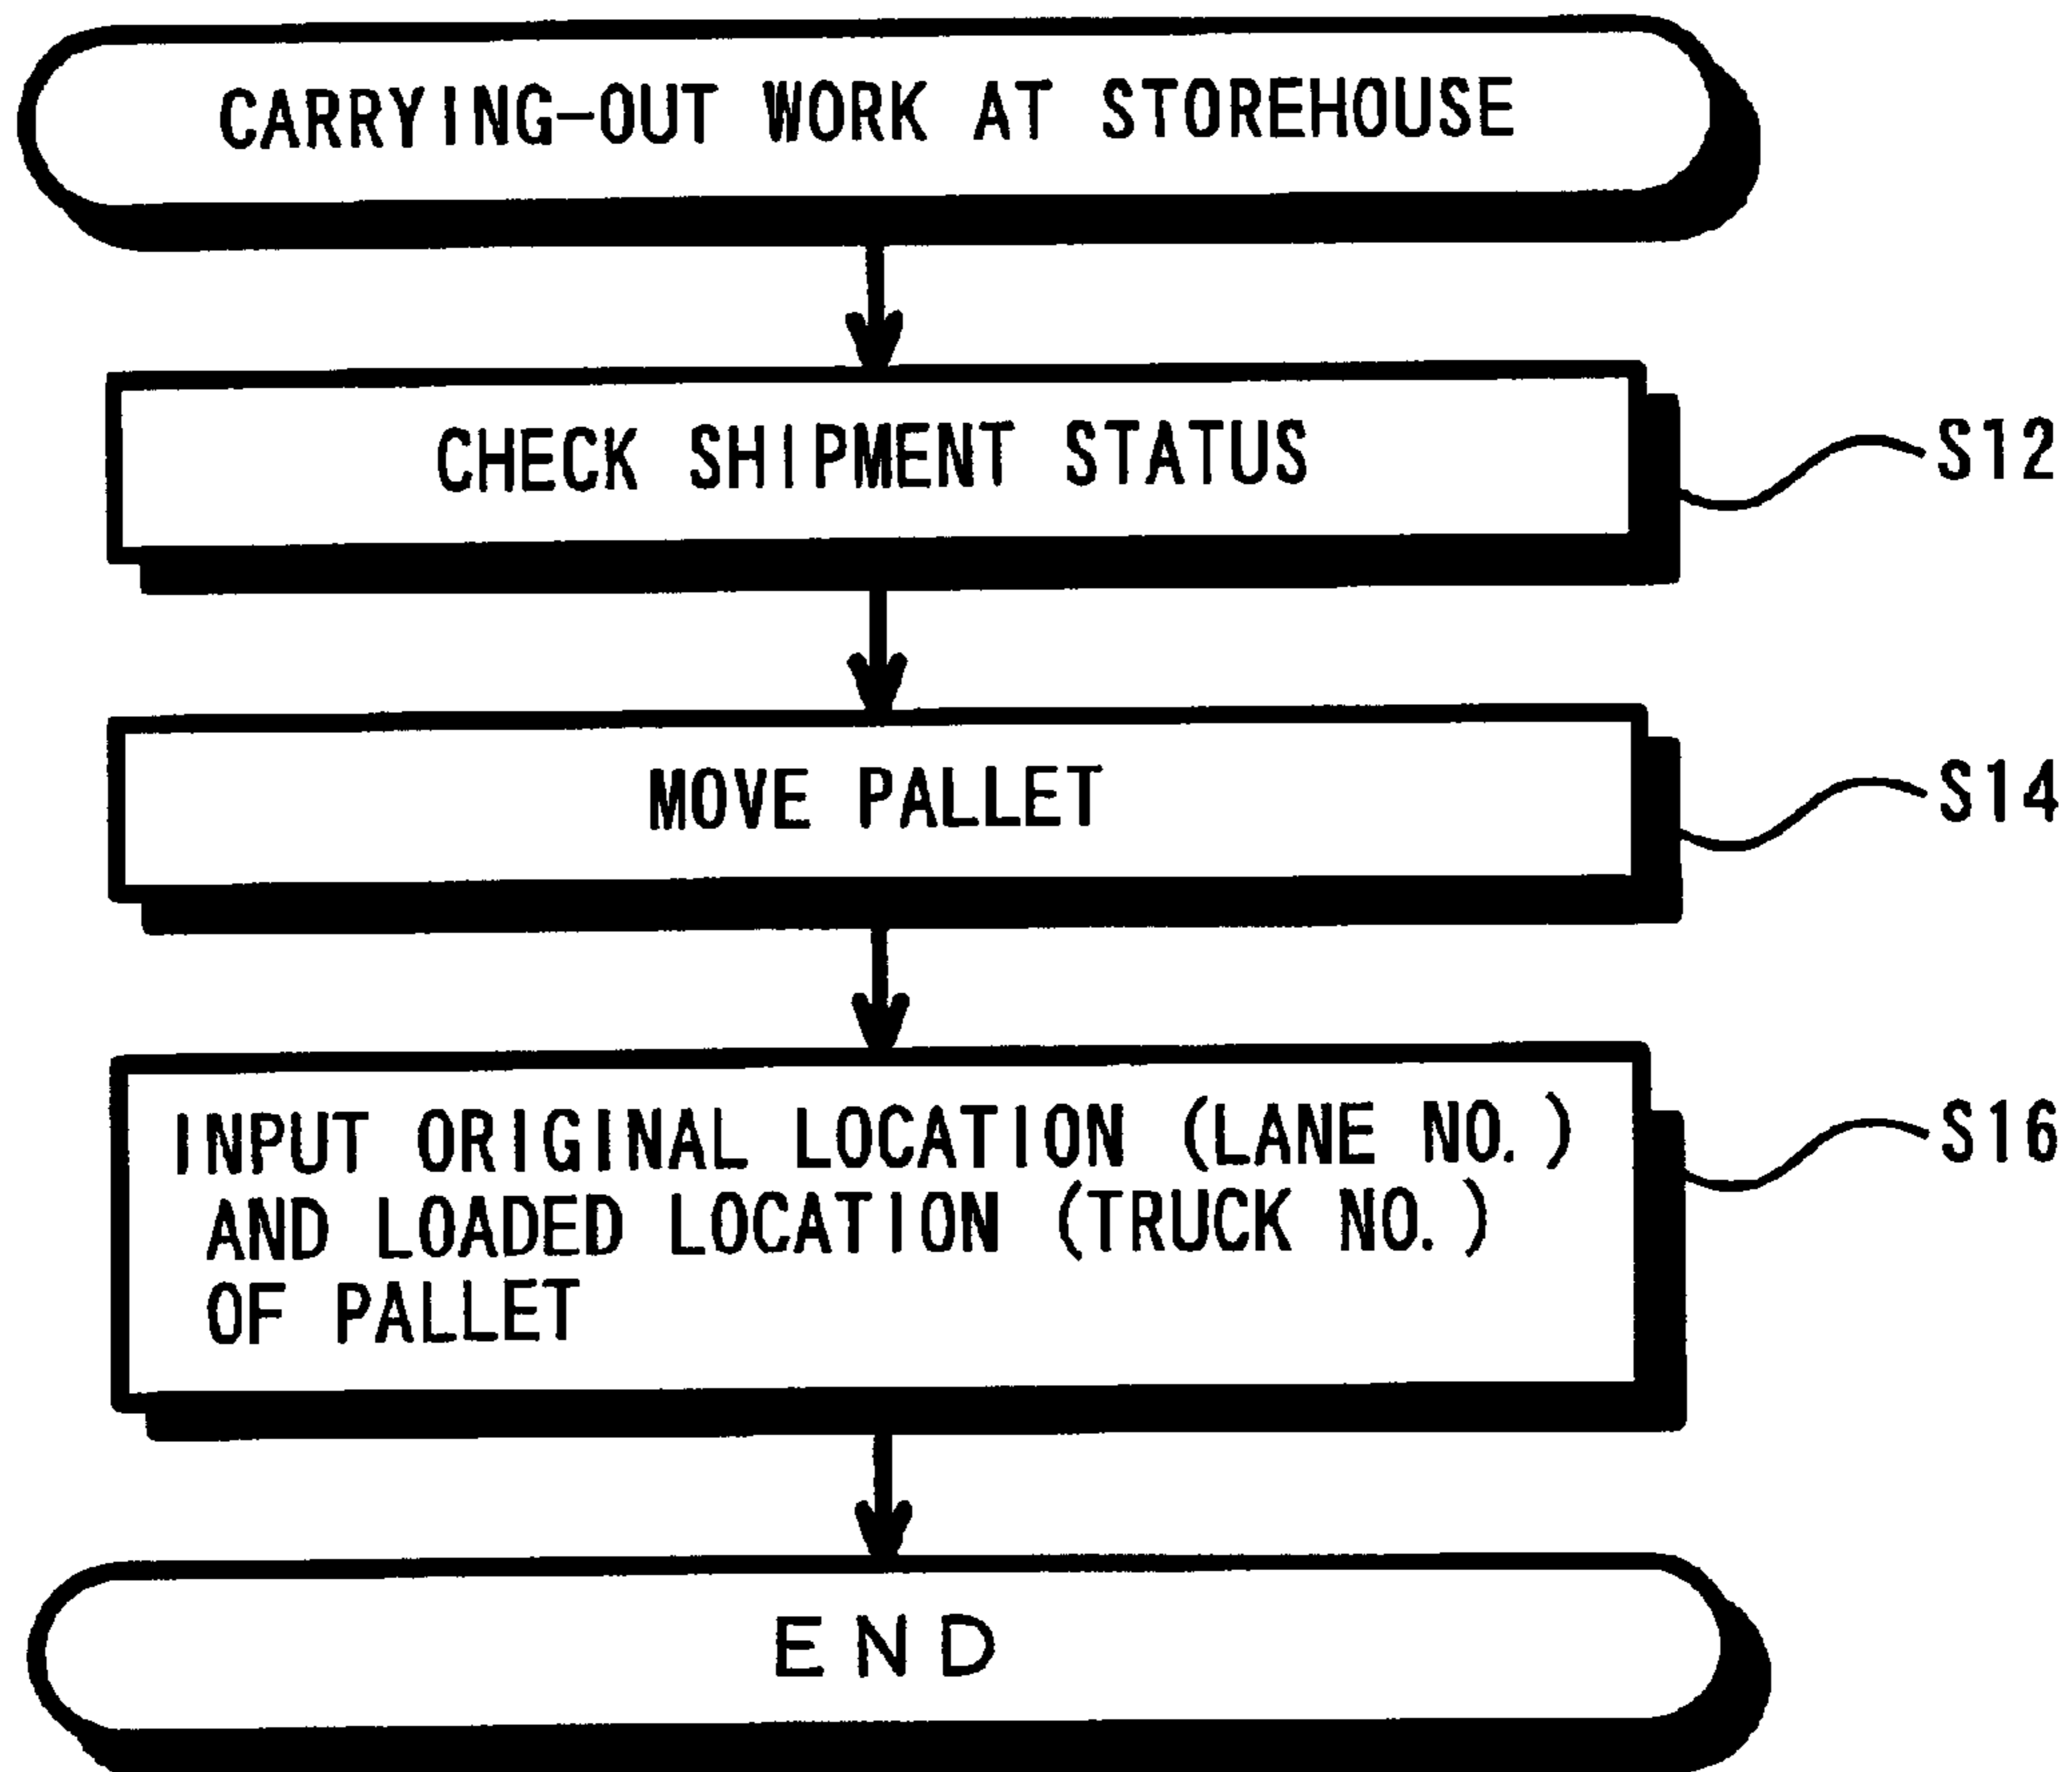 CARRYING-OUT WORK AT STOREHOUSE
CHECK SHIPMENT STATUS
S12
MOVE PALLET
S14
INPUT ORIGINAL LOCATION (LANE NO.)
AND LOADED LOCATION (TRUCK NO.)
OF PALLET
S16
END